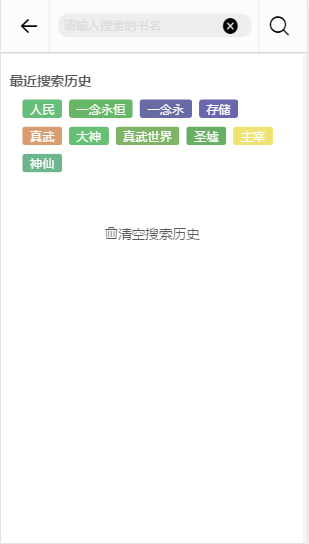 请输入搜索的书名
最近搜索历史
人民 一念永恒 一念永 存储
真武 大神 真武世界 圣墟 主宰
神仙
清空搜索历史